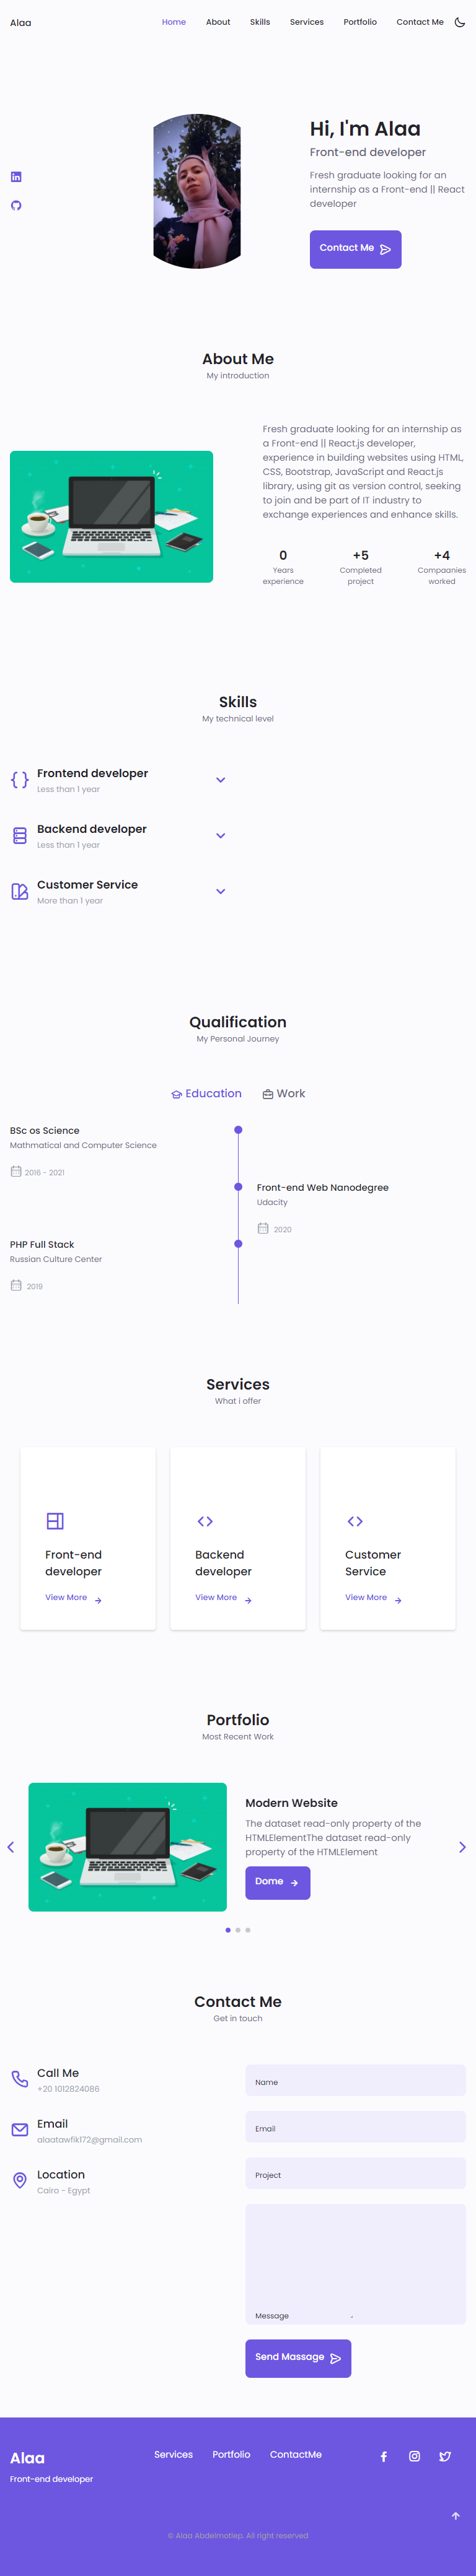 Alaa
Home About Skills Services Portfolio Contact Me
Hi, I'm Alaa
Front-end developer
Fresh graduate looking for an
internship as a Front-end || React
developer
Contact Me
About Me
My introduction
Fresh graduate looking for an internship as
a Front-end || React.js developer,
experience in building websites using HTML,
CSS, Bootstrap, JavaScript and React.js
library, using git as version control, seeking
to join and be part of IT industry to
exchange experiences and enhance skills.
0 +5 +4
Years Completed Compaanies
experience project worked
Skills
My technical level
Frontend developer
Less than 1 year
Backend developer
Less than 1 year
Customer Service
More than 1 year
Qualification
My Personal Journey
Education Work
BSc os Science
Mathmatical and Computer Science
2016 - 2021
Front-end Web Nanodegree
Udacity
2020
PHP Full Stack
Russian Culture Center
2019
Services
What i offer
Front-end
developer
View More
Backend
developer
View More
Customer
Service
View More
Portfolio
Most Recent Work
Modern Website
The dataset read-only property of the
HTMLElementThe dataset read-only
property of the HTMLElement
Dome
Contact Me
Get in touch
Call Me
+20 1012824086
Email
alaatawfik172@gmail.com
Location
Cairo - Egypt
Name
Email
Project
Message
Send Massage
Alaa
Front-end developer
Services Portfolio ContactMe
© Alaa Abdelmotlep. All right reserved